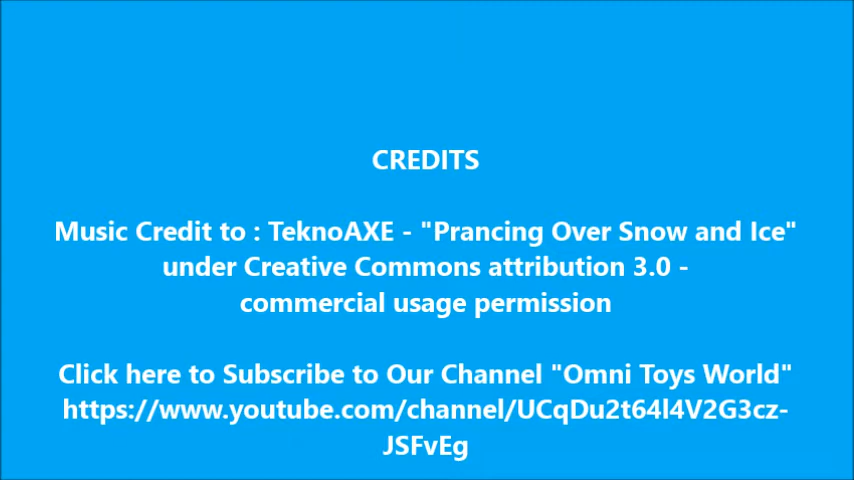 CREDITS
Music Credit to : TeknoAXE - "Prancing Over Snow and Ice"
under Creative Commons attribution 3.0 -
commercial usage permission
Click here to Subscribe to Our Channel "Omni Toys World"
https://www.youtube.com/channel/UCqDu2t64l4V2G3cz-
JSFvEg